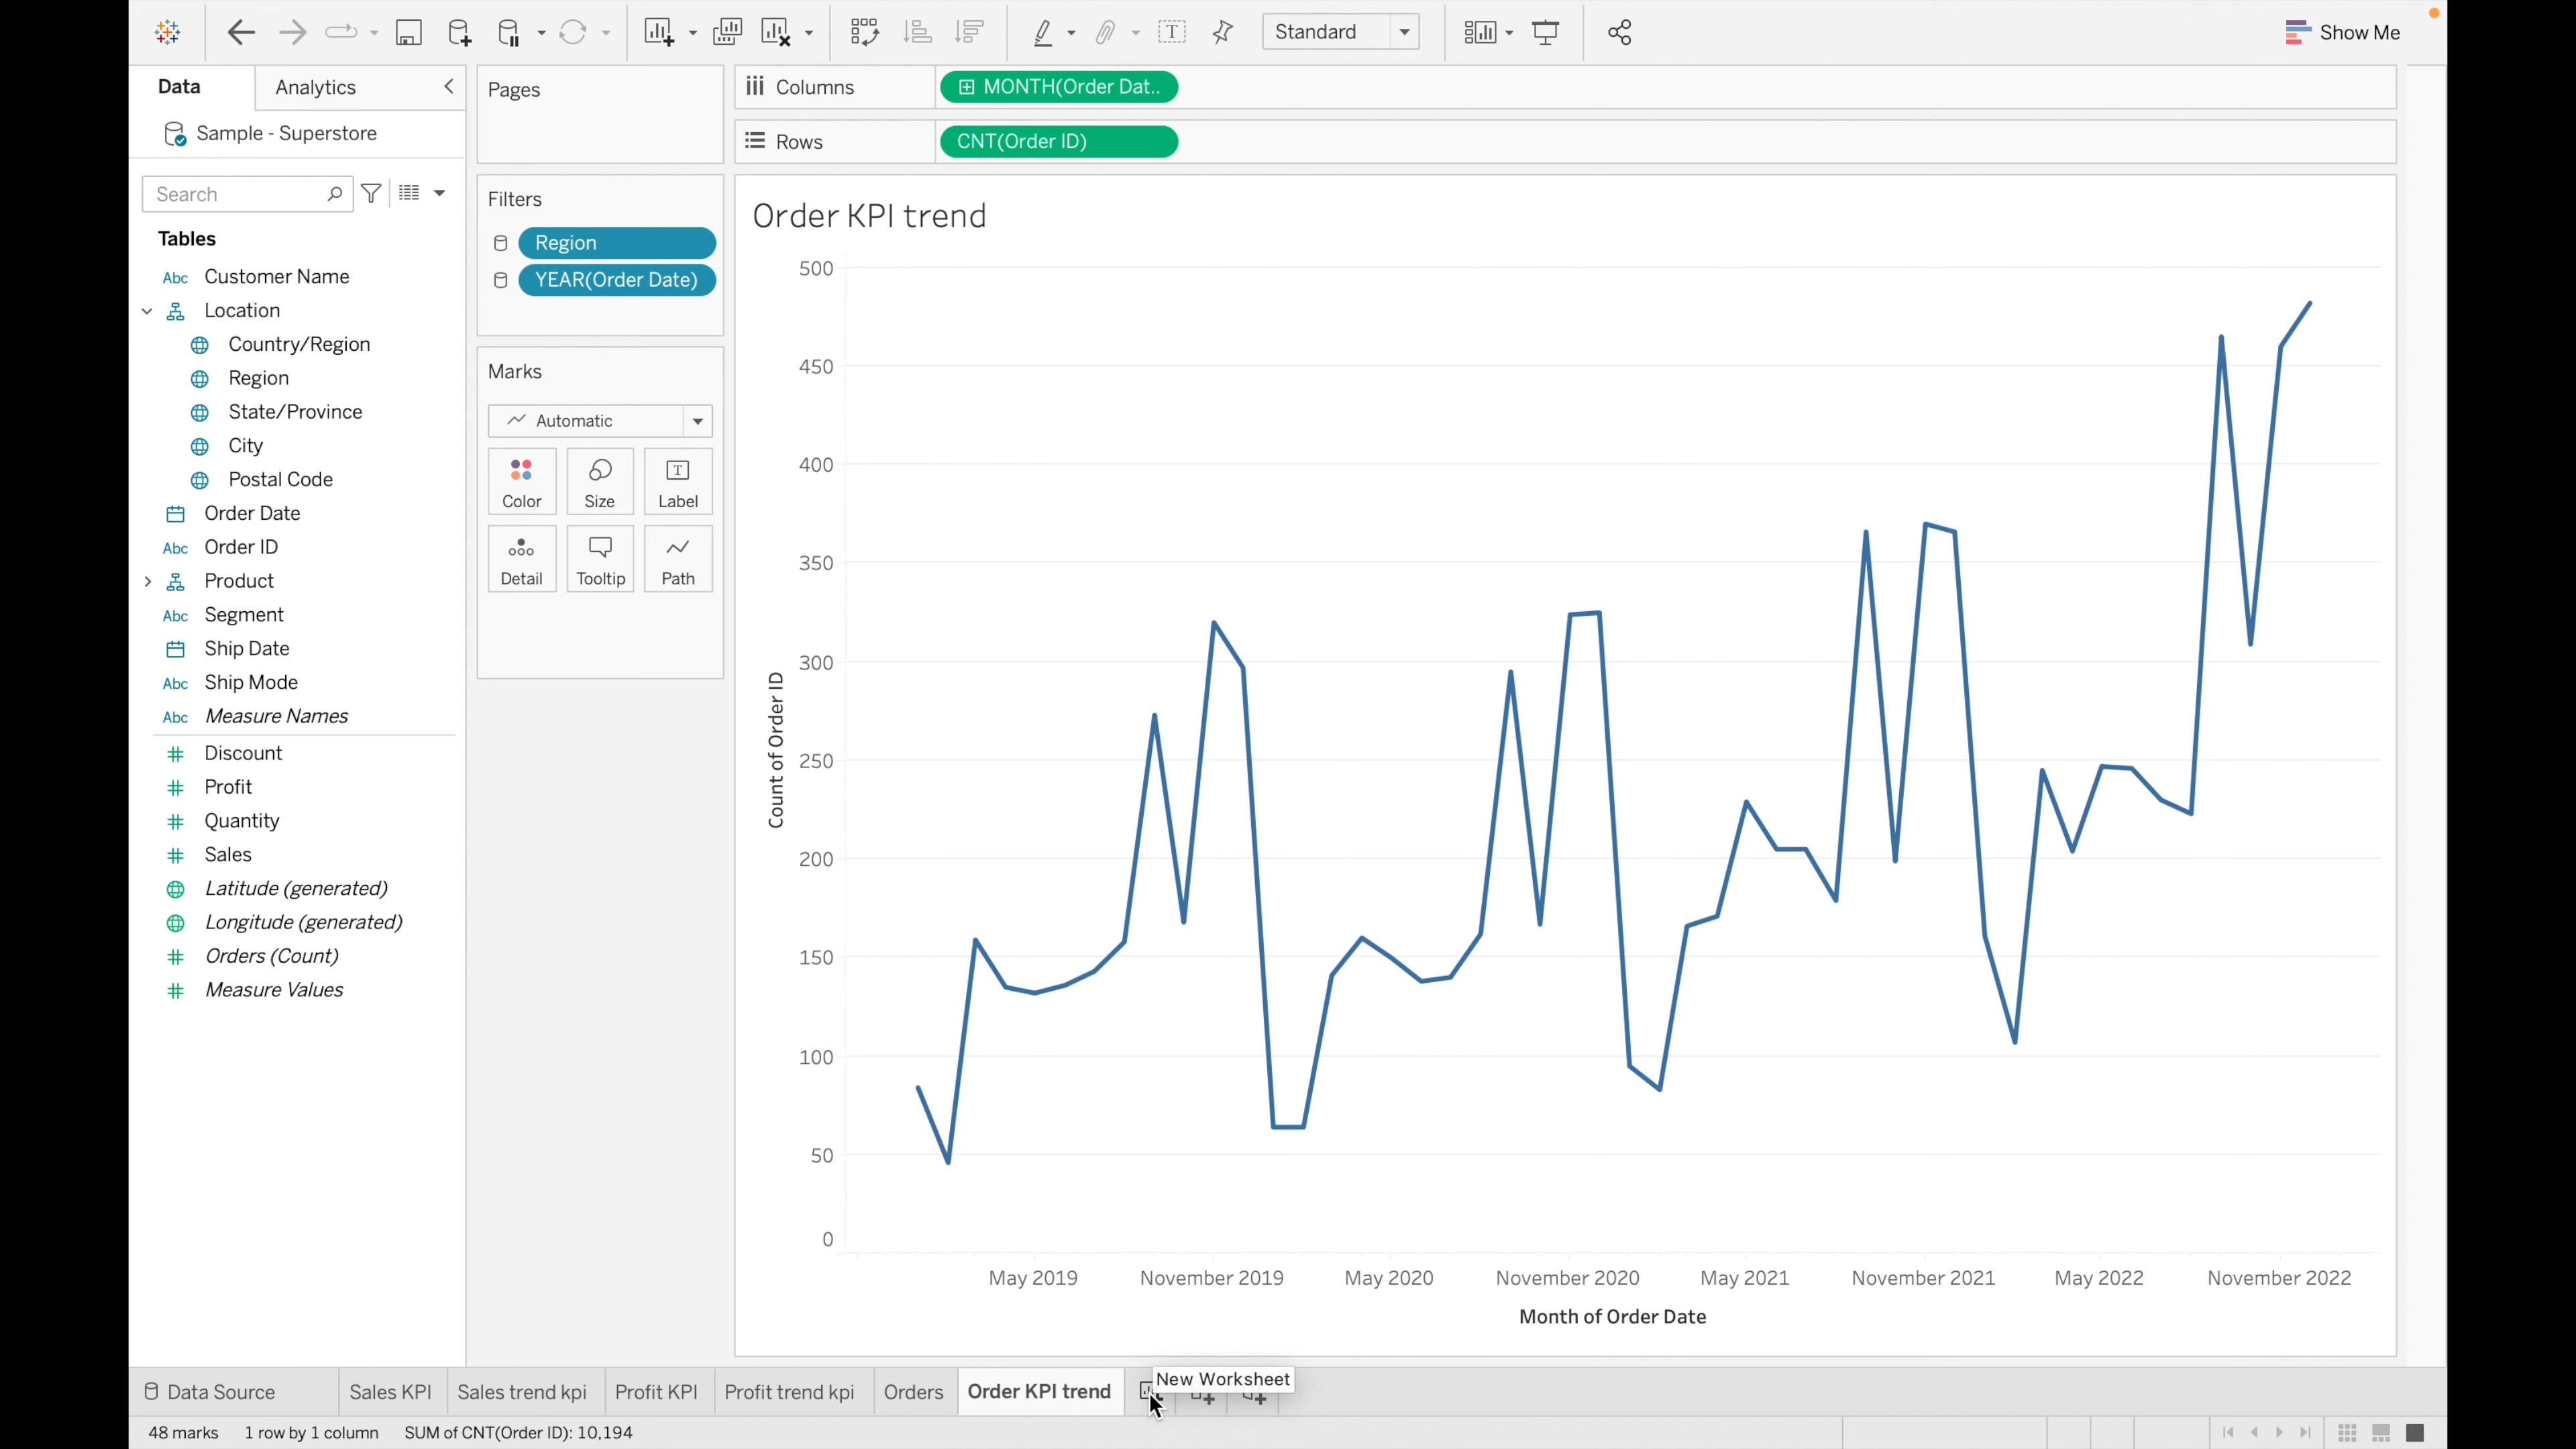 Standard
Show Me
Data
Analytics
Sample - Superstore
Search
Tables
Abc Customer Name
Location
Country/Region
Region
State/Province
City
Postal Code
Order Date
Abc Order ID
Product
Abc Segment
Ship Date
Abc Ship Mode
Abc Measure Names
Discount
Profit
Quantity
Sales
Latitude (generated)
Longitude (generated)
Orders (Count)
Measure Values
Pages
Filters
Region
YEAR(Order Date)
Marks
Automatic
Color Size Label
Detail Tooltip Path
Columns MONTH(Order Dat..
Rows CNT(Order ID)
Order KPI trend
500
450
400
350
300
250
200
150
100
50
0
Count of Order ID
May 2019 November 2019 May 2020 November 2020 May 2021 November 2021 May 2022 November 2022
Month of Order Date
New Worksheet
Data Source Sales KPI Sales trend kpi Profit KPI Profit trend kpi Orders Order KPI trend
48 marks 1 row by 1 column SUM of CNT(Order ID): 10,194